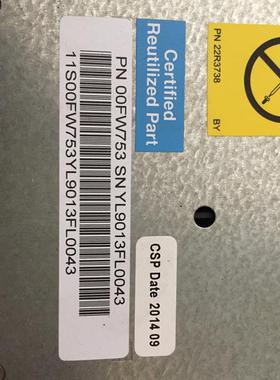 PN 22R3738
BY
Certified
Reutilized Part
PN 00FW753 SN YL9013FL0043
11S00FW753YL9013FL0043
CSP Date 2014 09